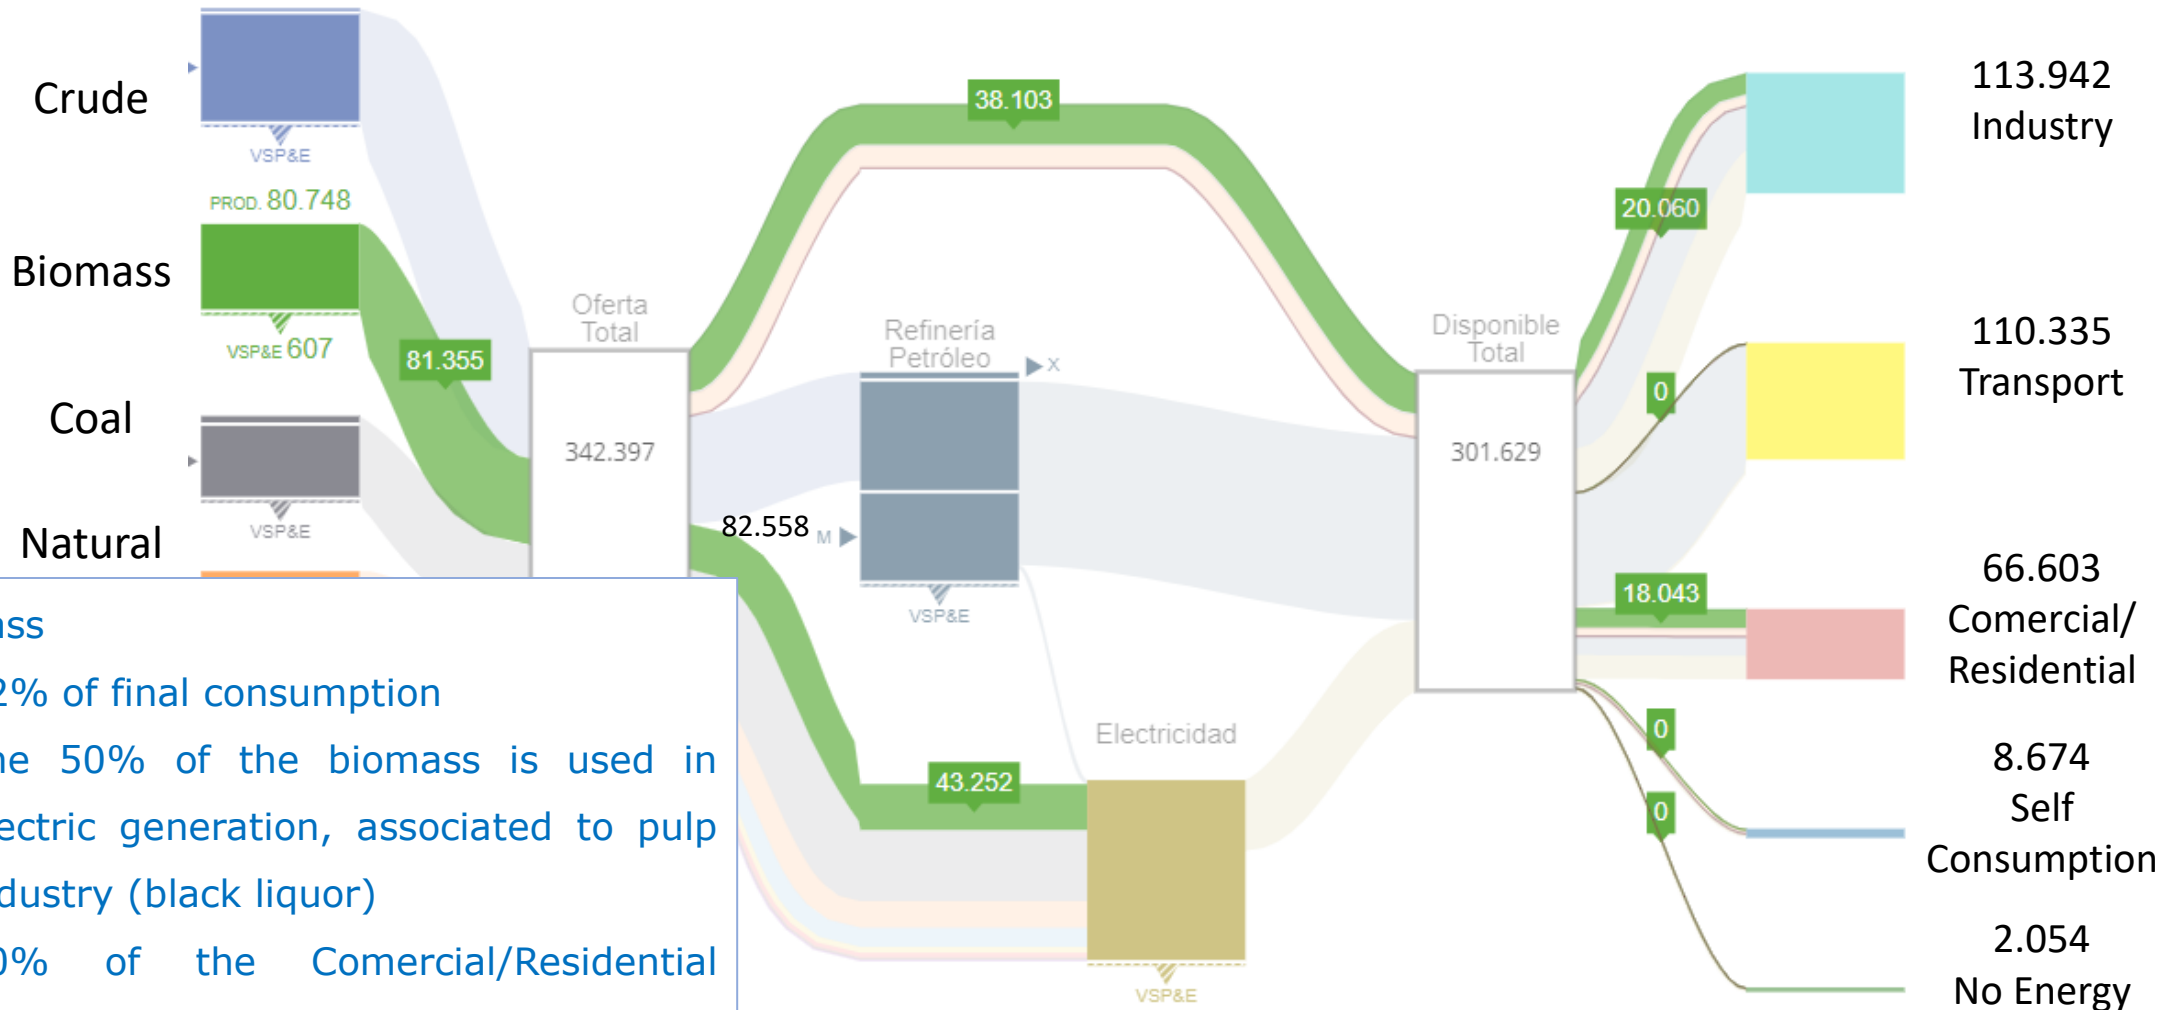 Crude
VSP&E
PROD. 80.748
Biomass
VSP&E 607
81.355
Coal
VSP&E
Natural
Oferta
Total
342.397
38.103
Refinería
Petróleo
X
82.558 M
VSP&E
43.252
Electricidad
VSP&E
Disponible
Total
301.629
20.060
0
18.043
0
0
113.942
Industry
110.335
Transport
66.603
Comercial/
Residential
8.674
Self
Consumption
2.054
No Energy
ass
2% of final consumption
50% of the biomass is used in
electric generation, associated to pulp
industry (black liquor)
0% of the Comercial/Residential